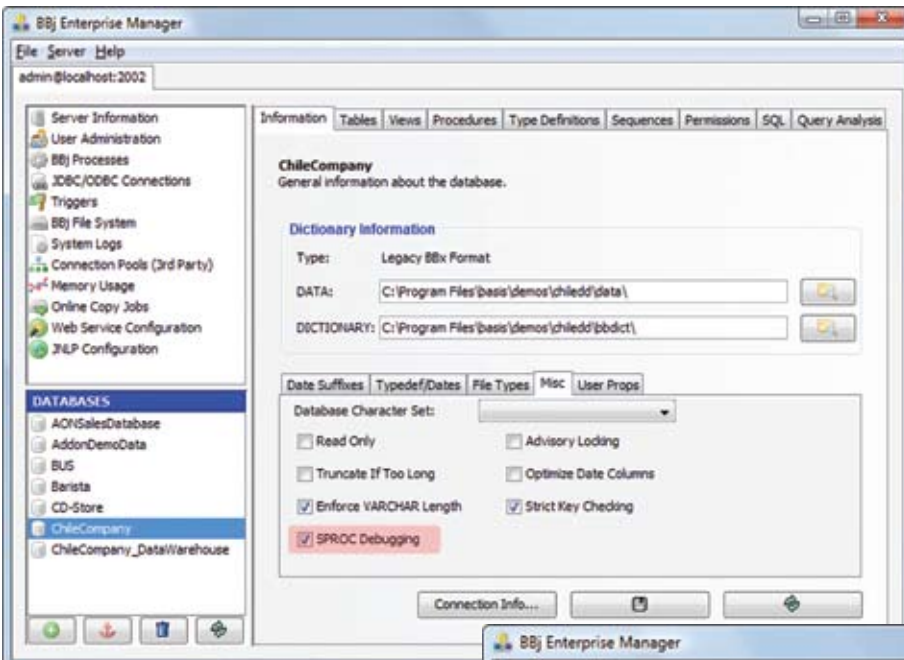 BBj Enterprise Manager
File Server Help
admin@localhost:2002
Server Information
User Administration
BBj Processes
JDBC/ODBC Connections
Triggers
BBj File System
System Logs
Connection Pools (3rd Party)
Memory Usage
Online Copy Jobs
Web Service Configuration
JNLP Configuration
DATABASES
AONSalesDatabase
AddonDemoData
BUS
Barista
CD-Store
ChileCompany
ChileCompany_DataWarehouse
Information Tables Views Procedures Type Definitions Sequences Permissions SQL Query Analysis
ChileCompany
General information about the database.
Dictionary Information
Type: Legacy BBx Format
DATA: C:\Program Files\basis\demos\chiledd\data\
DICTIONARY: C:\Program Files\basis\demos\chiledd\bbdict\
Date Suffixes Typedef/Dates File Types Misc User Props
Database Character Set:
Read Only Advisory Locking
Truncate If Too Long Optimize Date Columns
Enforce VARCHAR Length Strict Key Checking
SPROC Debugging
Connection Info...
BBj Enterprise Manager